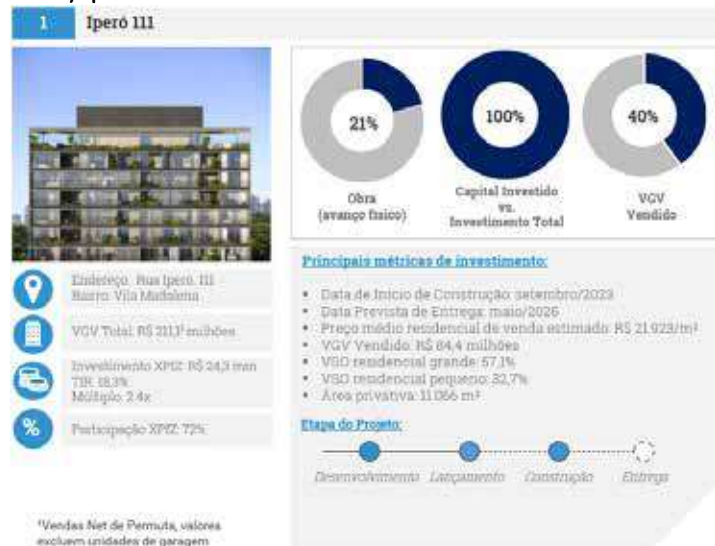 1 Iperó 111
21%
100%
40%
Obra
(avanço físico)
Capital Investido
vs.
Investimento Total
VGV
Vendido
Endereço: Rua Iperó, 111
Bairro: Vila Madalena
VGV Total: R$ 211,1¹ milhões
Investimento XPIZ: R$ 24,3 mm
TIR: 18,3%
Múltiplo: 2.4x
Participação XPIZ: 72%
Principais métricas de investimento:
• Data de Início de Construção: setembro/2023
• Data Prevista de Entrega: maio/2026
• Preço médio residencial de venda estimado: R$ 21.923/m²
• VGV Vendido: R$ 84,4 milhões
• VSO residencial grande: 57,1%
• VSO residencial pequeno: 32,7%
• Área privativa: 11.066 m²
Etapa do Projeto:
Desenvolvimento Lançamento Construção Entrega
¹Vendas Net de Permuta, valores
excluem unidades de garagem